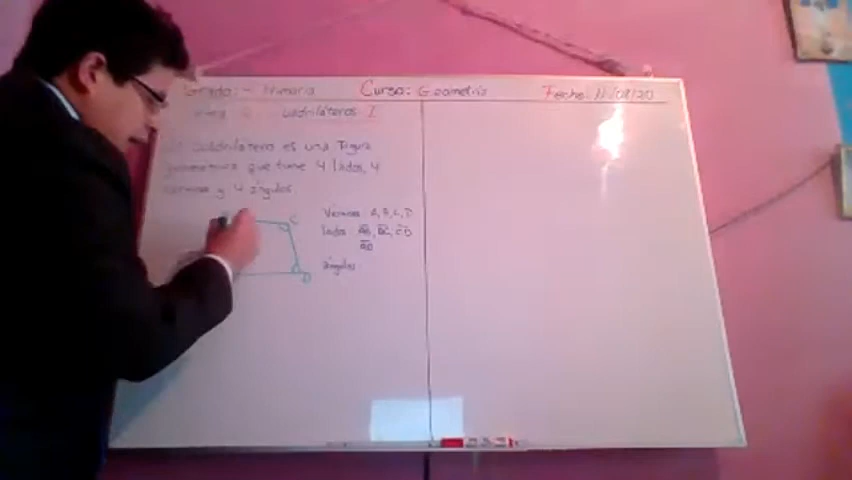 Grado: - Primaria Curso: Geometría Fecha: 11/08/20
Cuadriláteros I
Cuadrilátero es una Figura
que tiene 4 lados, 4
y 4 ángulos
C
D
Vértices A, B, C, D
lados AB, BC, CD
AD
ángulos